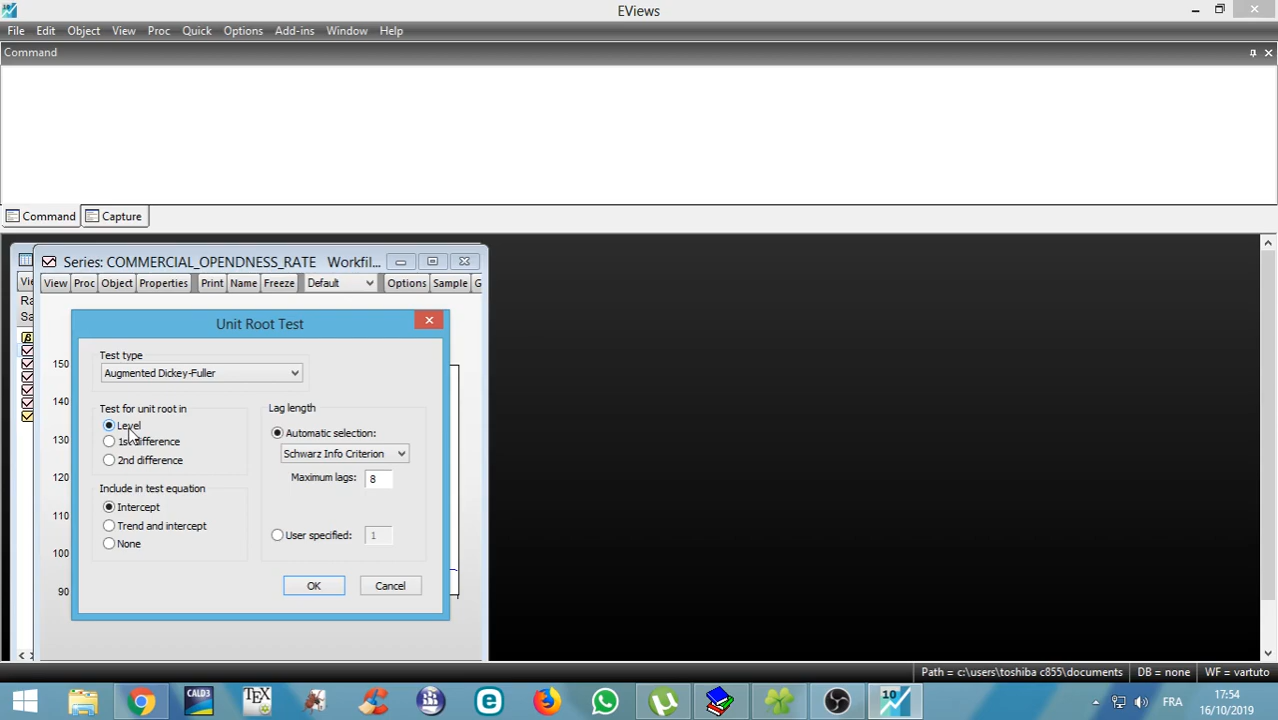 EViews
File Edit Object View Proc Quick Options Add-ins Window Help
Command
Command Capture
Series: COMMERCIAL_OPENDNESS_RATE Workfil...
View Proc Object Properties Print Name Freeze Default Options Sample G
Unit Root Test
Test type
Augmented Dickey-Fuller
Test for unit root in
Level
1st difference
2nd difference
Include in test equation
Intercept
Trend and intercept
None
Lag length
Automatic selection:
Schwarz Info Criterion
Maximum lags: 8
User specified: 1
OK Cancel
150
140
130
120
110
100
90
Path = c:\users\toshiba c855\documents DB = none WF = vartuto
CALD3 TEX 10 FRA
17:54
16/10/2019